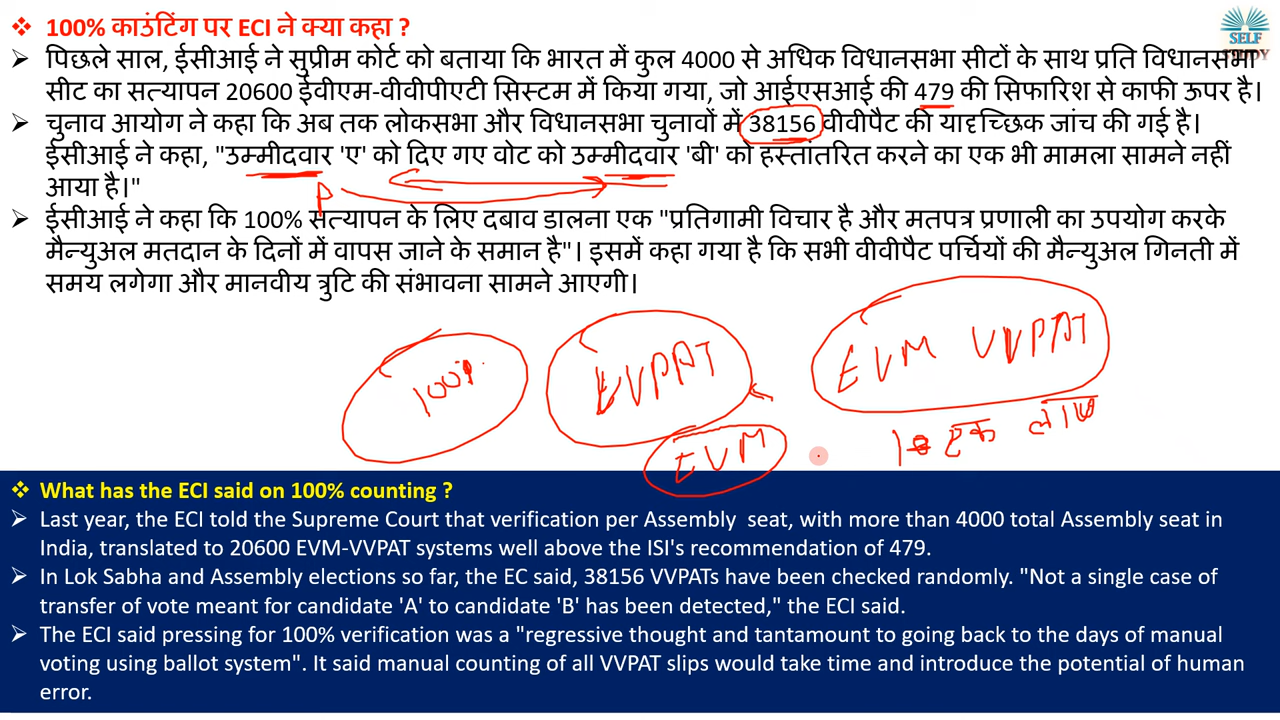 ❖ 100% काउंटिंग पर ECI ने क्या कहा ?
SELF
STUDY
➢ पिछले साल, ईसीआई ने सुप्रीम कोर्ट को बताया कि भारत में कुल 4000 से अधिक विधानसभा सीटों के साथ प्रति विधानसभा
सीट का सत्यापन 20600 ईवीएम-वीवीपीएटी सिस्टम में किया गया, जो आईएसआई की 479 की सिफारिश से काफी ऊपर है।
➢ चुनाव आयोग ने कहा कि अब तक लोकसभा और विधानसभा चुनावों में 38156 वीवीपैट की यादृच्छिक जांच की गई है।
ईसीआई ने कहा, "उम्मीदवार 'ए' को दिए गए वोट को उम्मीदवार 'बी' को हस्तांतरित करने का एक भी मामला सामने नहीं
आया है।"
P
➢ ईसीआई ने कहा कि 100% सत्यापन के लिए दबाव डालना एक "प्रतिगामी विचार है और मतपत्र प्रणाली का उपयोग करके
मैन्युअल मतदान के दिनों में वापस जाने के समान है"। इसमें कहा गया है कि सभी वीवीपैट पर्चियों की मैन्युअल गिनती में
समय लगेगा और मानवीय त्रुटि की संभावना सामने आएगी।
100% VVPAT EVM VVPAT
EVM एक लाख
❖ What has the ECI said on 100% counting ?
➢ Last year, the ECI told the Supreme Court that verification per Assembly seat, with more than 4000 total Assembly seat in
India, translated to 20600 EVM-VVPAT systems well above the ISI's recommendation of 479.
➢ In Lok Sabha and Assembly elections so far, the EC said, 38156 VVPATs have been checked randomly. "Not a single case of
transfer of vote meant for candidate 'A' to candidate 'B' has been detected," the ECI said.
➢ The ECI said pressing for 100% verification was a "regressive thought and tantamount to going back to the days of manual
voting using ballot system". It said manual counting of all VVPAT slips would take time and introduce the potential of human
error.